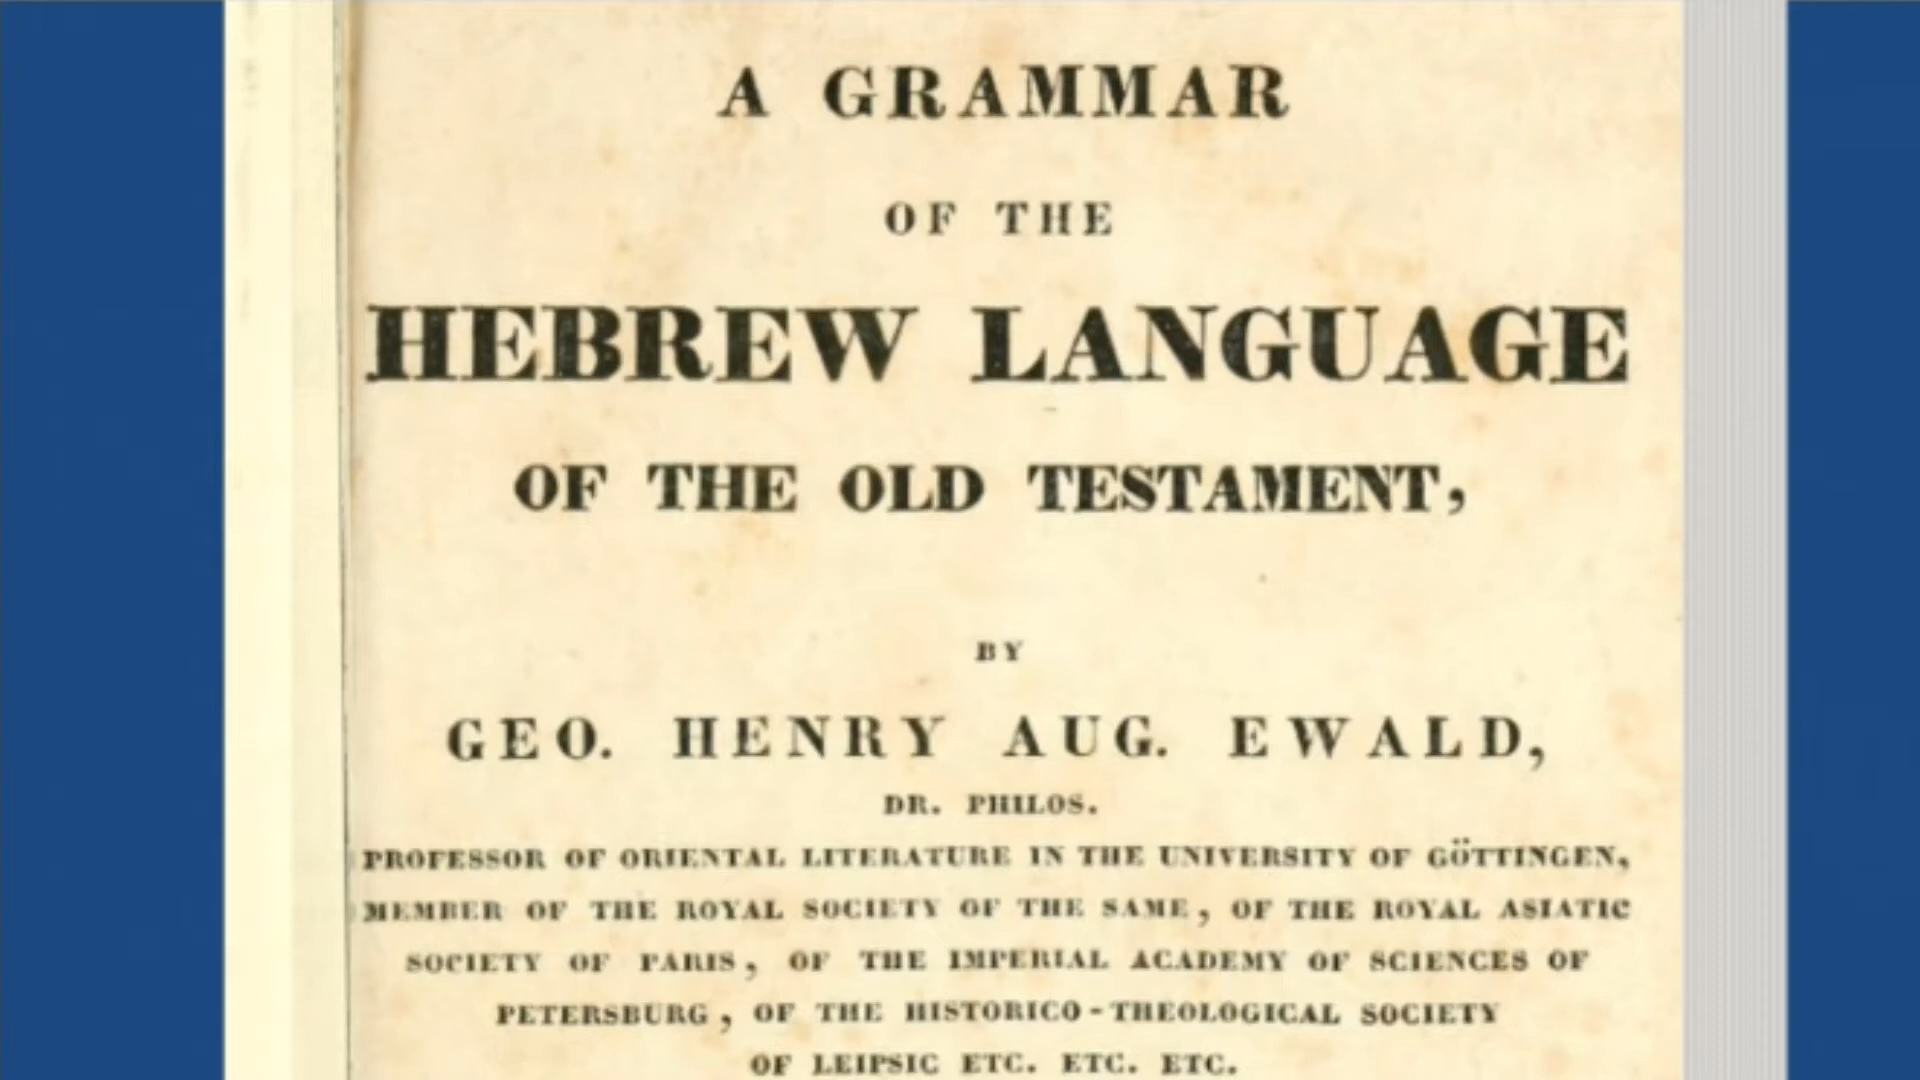 A GRAMMAR
OF THE
HEBREW LANGUAGE
OF THE OLD TESTAMENT,
BY
GEO. HENRY AUG. EWALD,
DR. PHILOS.
PROFESSOR OF ORIENTAL LITERATURE IN THE UNIVERSITY OF GÖTTINGEN,
MEMBER OF THE ROYAL SOCIETY OF THE SAME, OF THE ROYAL ASIATIC
SOCIETY OF PARIS, OF THE IMPERIAL ACADEMY OF SCIENCES OF
PETERSBURG, OF THE HISTORICO-THEOLOGICAL SOCIETY
OF LEIPSIC ETC. ETC. ETC.